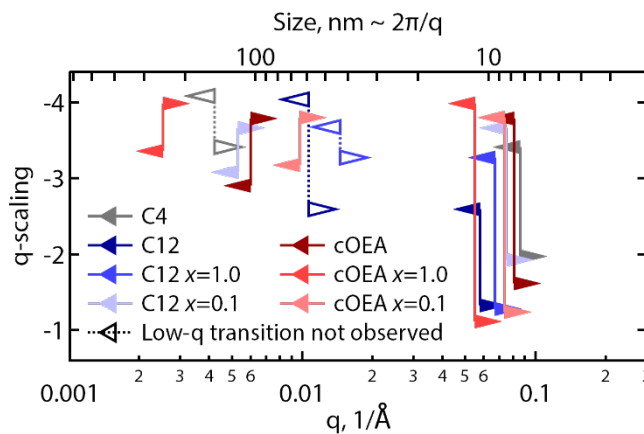 Size, nm ~ 2π/q
100 10
-4
-3
-2
-1
q-scaling
C4
C12
C12 x=1.0
C12 x=0.1
cOEA
cOEA x=1.0
cOEA x=0.1
Low-q transition not observed
2 3 4 5 6 2 3 4 5 6 2
0.001 0.01 0.1
q, 1/Å